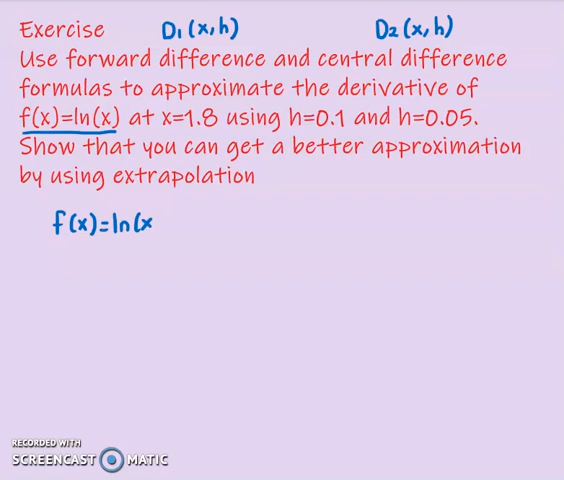 Exercise D1 (x,h) D2 (x,h)
Use forward difference and central difference
formulas to approximate the derivative of
f(x)=ln(x) at x=1.8 using h=0.1 and h=0.05.
Show that you can get a better approximation
by using extrapolation
f(x)=ln(x
RECORDED WITH
SCREENCAST MATIC